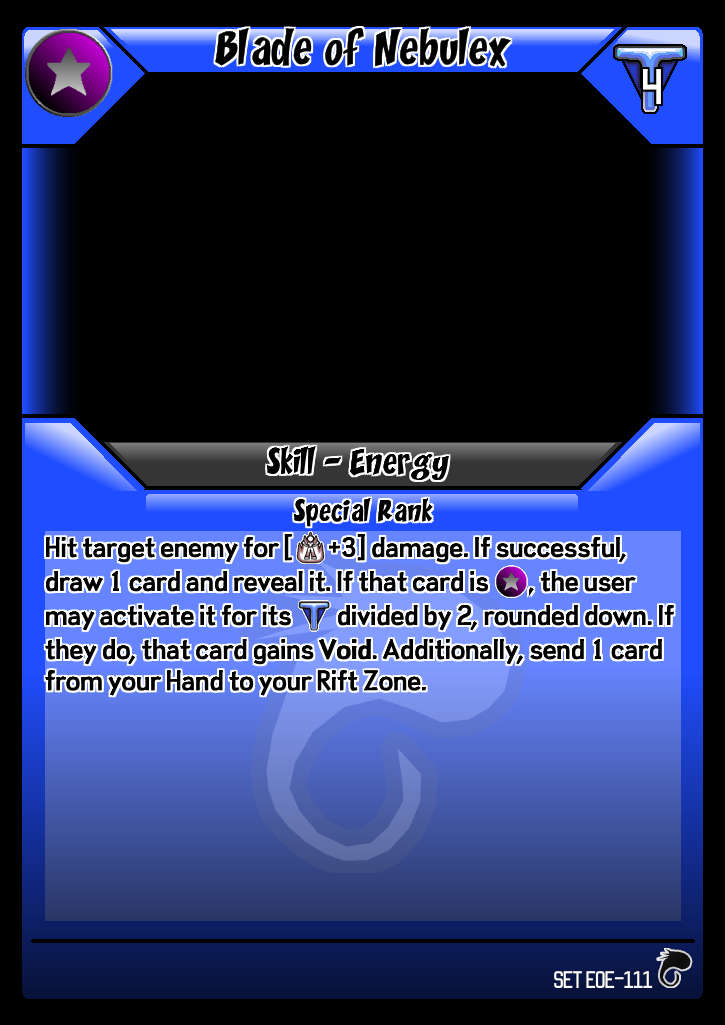 Blade of Nebulex
4
Skill - Energy
Special Rank
Hit target enemy for [ +3] damage. If successful,
draw 1 card and reveal it. If that card is , the user
may activate it for its T divided by 2, rounded down. If
they do, that card gains Void. Additionally, send 1 card
from your Hand to your Rift Zone.
SET EOE-111